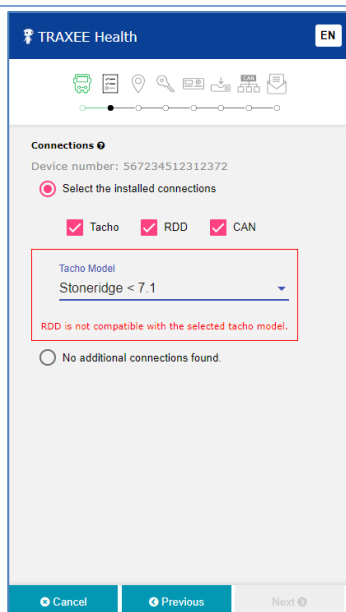 TRAXEE Health
EN
CAN
Connections
Device number: 567234512312372
Select the installed connections
Tacho RDD CAN
Tacho Model
Stoneridge < 7.1
RDD is not compatible with the selected tacho model.
No additional connections found.
Cancel Previous Next